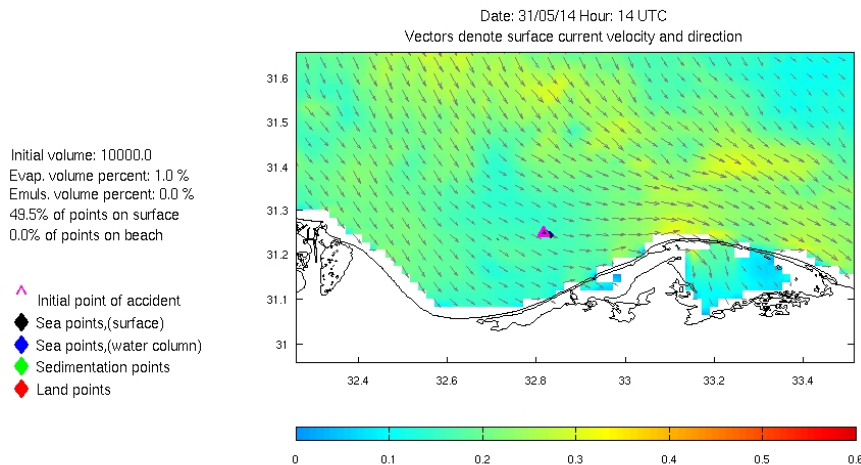 Date: 31/05/14 Hour: 14 UTC
Vectors denote surface current velocity and direction
Initial volume: 10000.0
Evap. volume percent: 1.0 %
Emuls. volume percent: 0.0 %
49.5% of points on surface
0.0% of points on beach
Initial point of accident
Sea points,(surface)
Sea points,(water column)
Sedimentation points
Land points
31.6
31.5
31.4
31.3
31.2
31.1
31
32.4 32.6 32.8 33 33.2 33.4
0 0.1 0.2 0.3 0.4 0.5 0.6